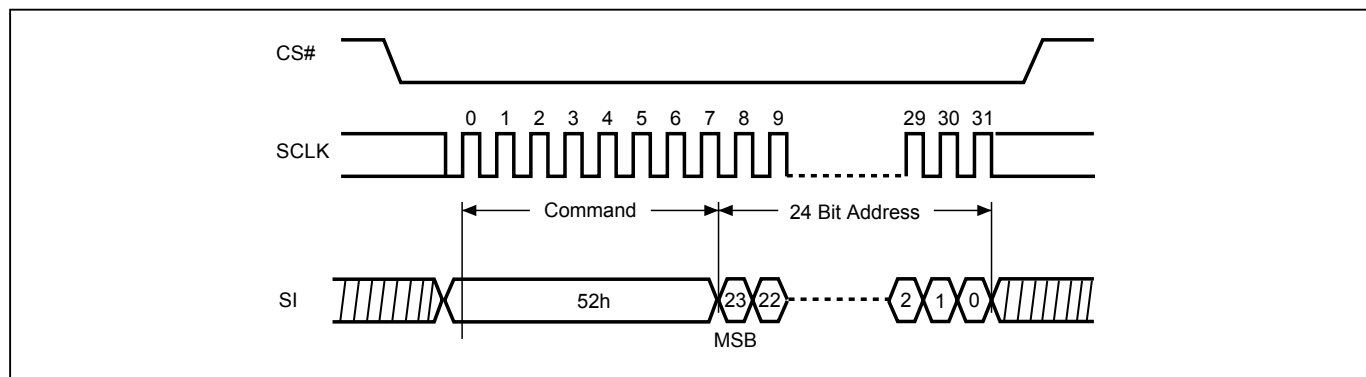 CS#
0 1 2 3 4 5 6 7 8 9 29 30 31
SCLK
Command 24 Bit Address
SI 52h 23 22 2 1 0
MSB